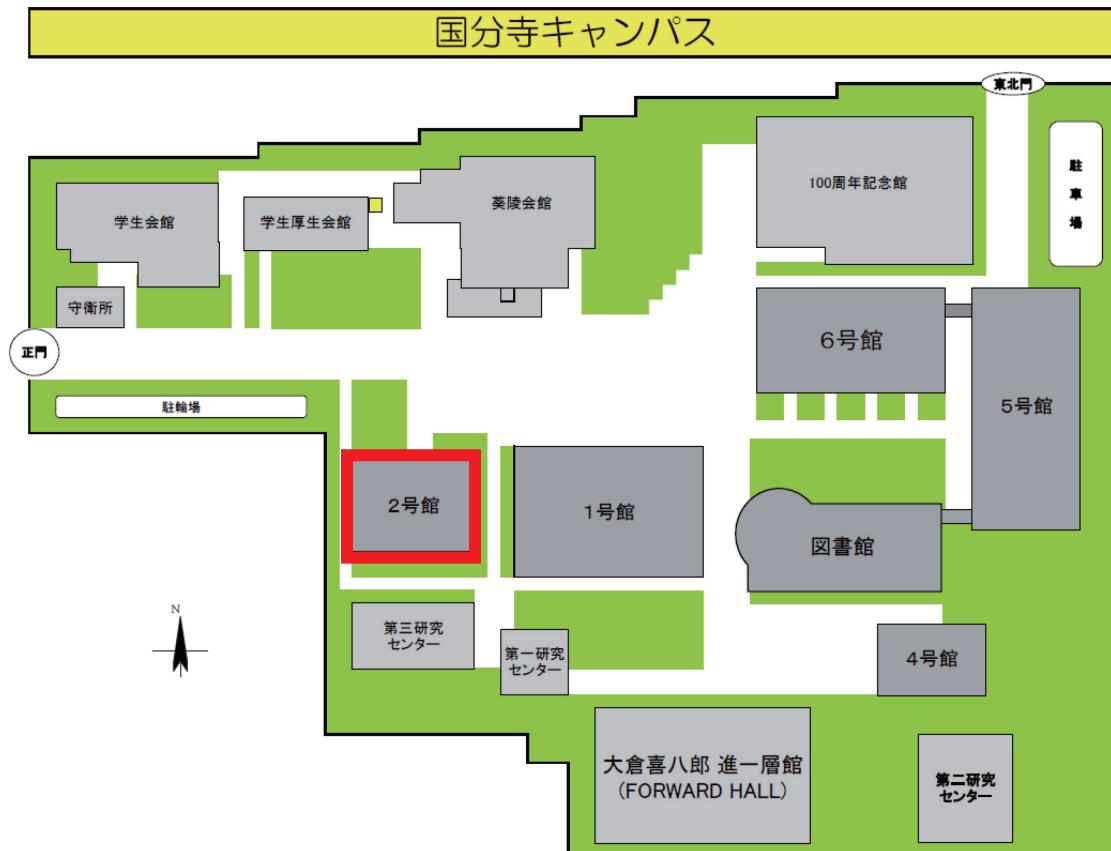 国分寺キャンパス
東北門
駐
車
場
100周年記念館
葵陵会館
学生会館
学生厚生会館
守衛所
正門
6号館
5号館
駐輪場
2号館
1号館
図書館
N
第三研究
センター
第一研究
センター
4号館
大倉喜八郎 進一層館
(FORWARD HALL)
第二研究
センター